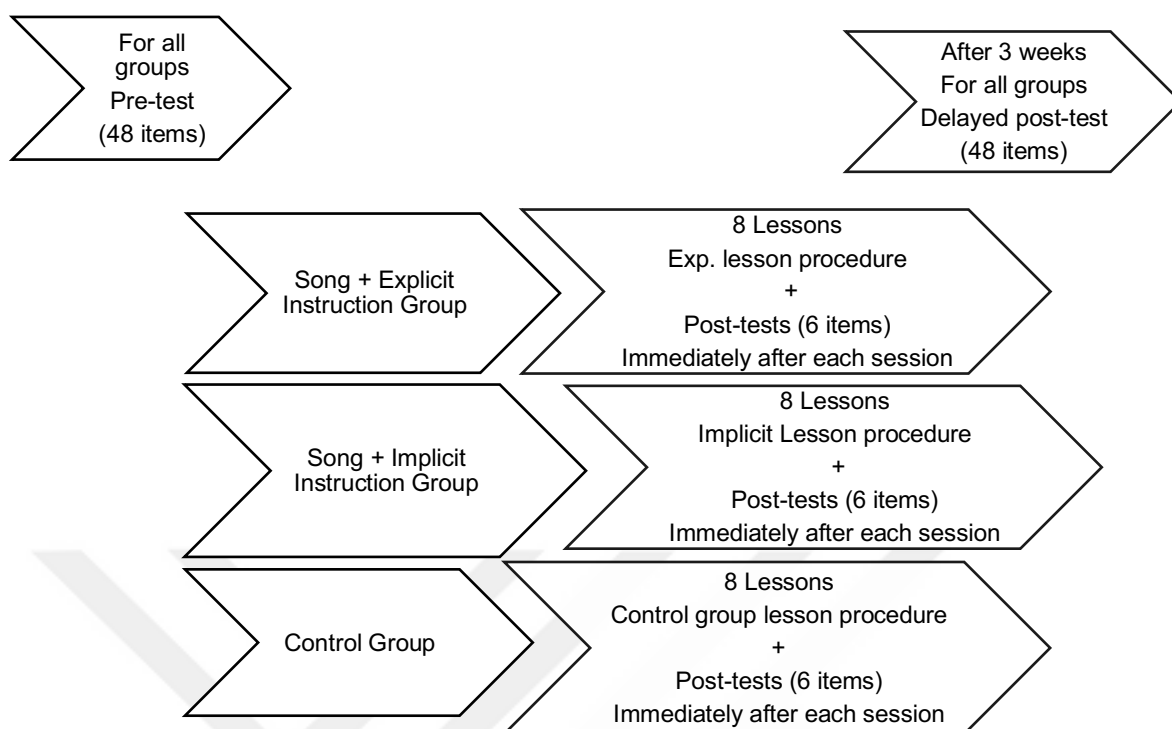 For all
groups
Pre-test
(48 items)
After 3 weeks
For all groups
Delayed post-test
(48 items)
Song + Explicit
Instruction Group
8 Lessons
Exp. lesson procedure
+
Post-tests (6 items)
Immediately after each session
Song + Implicit
Instruction Group
8 Lessons
Implicit Lesson procedure
+
Post-tests (6 items)
Immediately after each session
Control Group
8 Lessons
Control group lesson procedure
+
Post-tests (6 items)
Immediately after each session